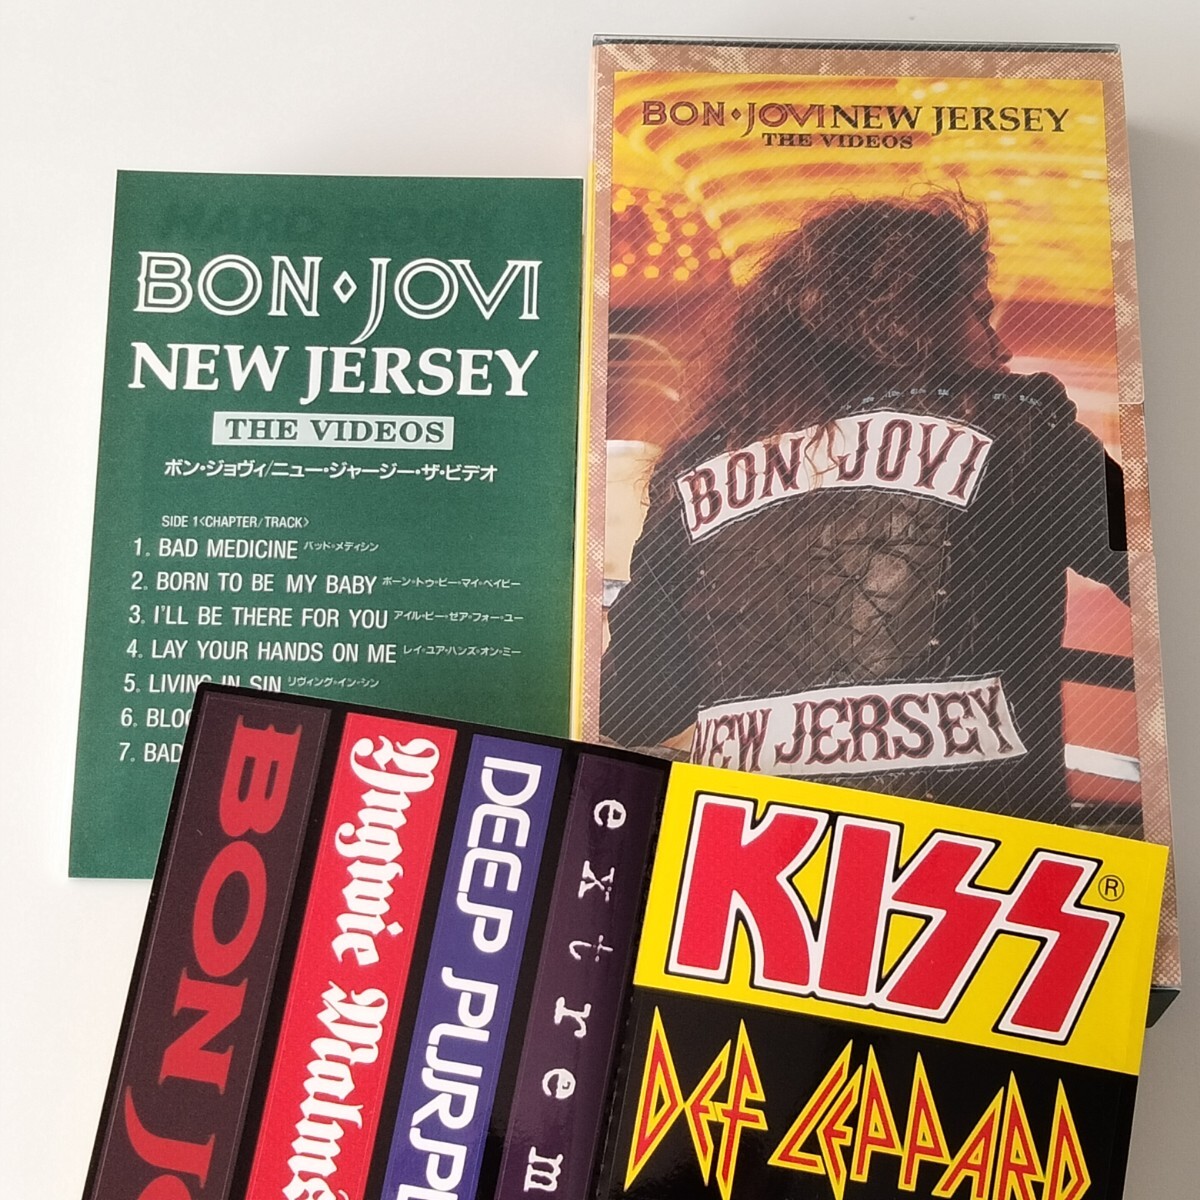 BON JOVI
NEW JERSEY
THE VIDEOS
ボン・ジョヴィ/ニュー・ジャージー・ザ・ビデオ
SIDE 1<CHAPTER/TRACK>
1. BAD MEDICINE バッド・メディシン
2. BORN TO BE MY BABY ボーン・トゥ・ビー・マイ・ベイビー
3. I'LL BE THERE FOR YOU アイル・ビー・ゼア・フォー・ユー
4. LAY YOUR HANDS ON ME レイ・ユア・ハンズ・オン・ミー
5. LIVING IN SIN リヴィング・イン・シン
6. BLO
7. BAD
BON JOVI NEW JERSEY
THE VIDEOS
BON JOVI
NEW JERSEY
BON J
Yngwie Malms
DEEP PURP
extrem
KISS®
DEF LEPPARD